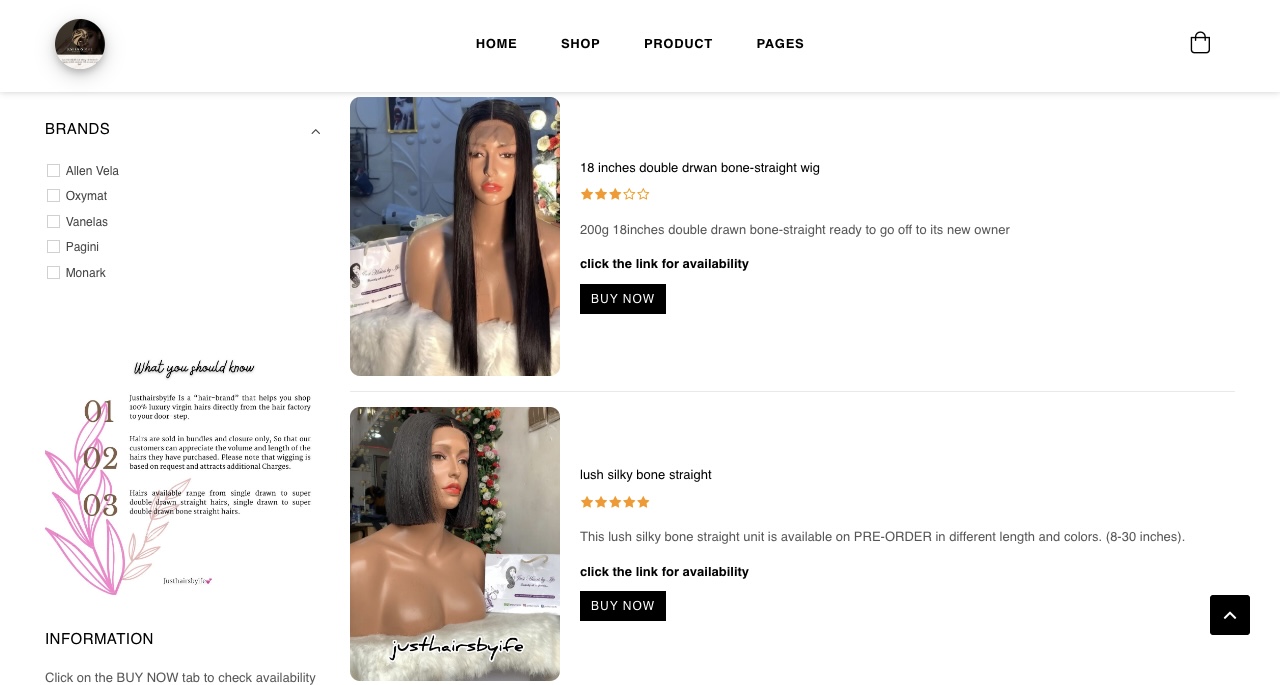 HOME
SHOP
PRODUCT
PAGES
BRANDS
Allen Vela
Oxymat
Vanelas
Pagini
Monark
What you should know
01
Justhairsbyife Is a "hair-brand" that helps you shop
100% luxury virgin hairs directly from the hair factory
to your door step.
02
Hairs are sold in bundles and closure only, So that our
customers can appreciate the volume and length of the
hairs they have purchased. Please note that wigging is
based on request and attracts additional Charges.
03
Hairs available range from single drawn to super
double drawn straight hairs, single drawn to super
double drawn bone straight hairs.
Justhairsbyife
INFORMATION
Click on the BUY NOW tab to check availability
18 inches double drwan bone-straight wig
200g 18inches double drawn bone-straight ready to go off to its new owner
click the link for availability
BUY NOW
justhairsbyife
lush silky bone straight
This lush silky bone straight unit is available on PRE-ORDER in different length and colors. (8-30 inches).
click the link for availability
BUY NOW